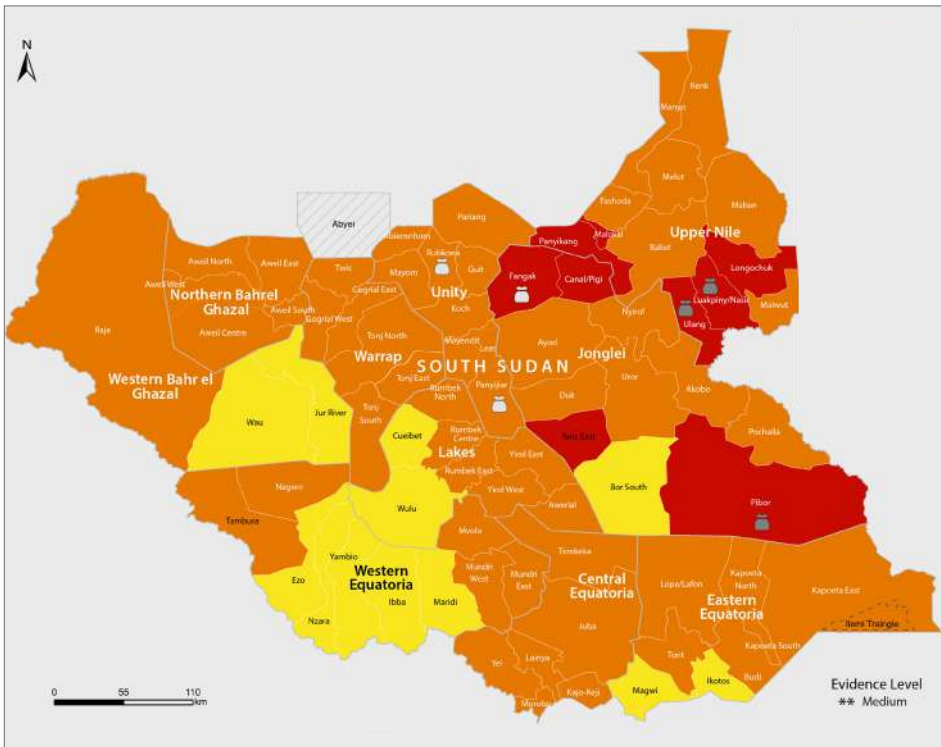 N
Renk
Manyo
Melut
Fashoda
Maban
Pariang
Abyei
Abiemnhom
Panyikang
Malakal
Baliet
Upper Nile
Rubkona
Mayom
Guit
Aweil North
Aweil East
Twic
Fangak
Canal/Pigi
Longochuk
Luakpiny/Nasir
Maiwut
Aweil West
Northern Bahrel
Ghazal
Gogrial East
Unity
Koch
Aweil South
Gogrial West
Nyirol
Ulang
Raja
Aweil Centre
Tonj North
Mayendit
Leer
Ayod
Warrap
SOUTH SUDAN
Jonglei
Western Bahr el
Ghazal
Tonj East
Rumbek
North
Panyijiar
Uror
Akobo
Duk
Wau
Jur River
Tonj
South
Cueibet
Rumbek
Centre
Pochalla
Lakes
Yirol East
Twic East
Rumbek East
Bor South
Nagero
Yirol West
Pibor
Wulu
Awerial
Tambura
Mvolo
Terekeka
Yambio
Western
Equatoria
Mundri
West
Mundri
East
Central
Equatoria
Kapoeta
North
Ezo
Lopa/Lafon
Kapoeta East
Ibba
Maridi
Eastern
Equatoria
Nzara
Juba
Ilemi Traingle
Kapoeta South
Torit
Yei
Lainya
Ikotos
Budi
Magwi
Kajo-Keji
Morobo
0 55 110
km
Evidence Level
** Medium